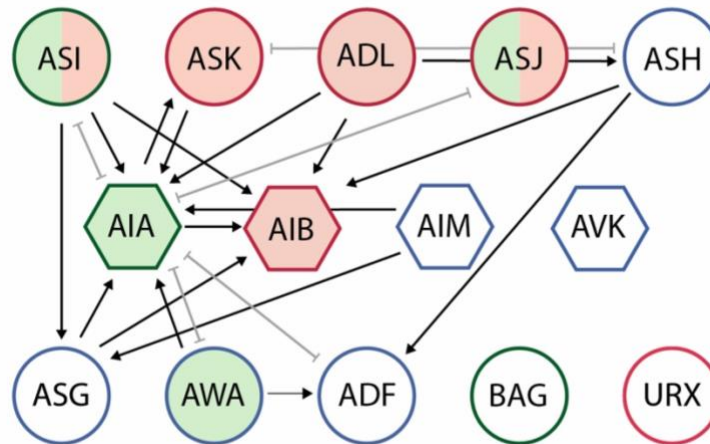 ASI ASK ADL ASJ ASH
AIA AIB AIM AVK
ASG AWA ADF BAG URX